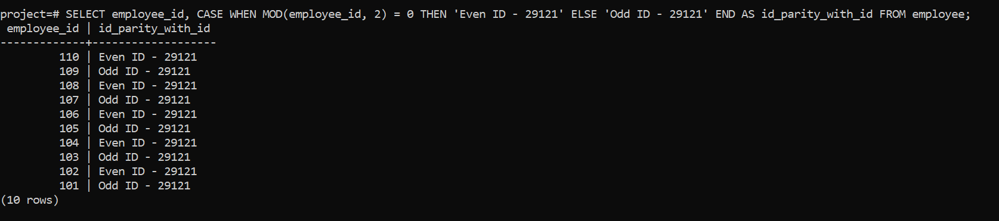 project=# SELECT employee_id, CASE WHEN MOD(employee_id, 2) = 0 THEN 'Even ID - 29121' ELSE 'Odd ID - 29121' END AS id_parity_with_id FROM employee;
 employee_id | id_parity_with_id
-------------+-------------------
         110 | Even ID - 29121
         109 | Odd ID - 29121
         108 | Even ID - 29121
         107 | Odd ID - 29121
         106 | Even ID - 29121
         105 | Odd ID - 29121
         104 | Even ID - 29121
         103 | Odd ID - 29121
         102 | Even ID - 29121
         101 | Odd ID - 29121
(10 rows)